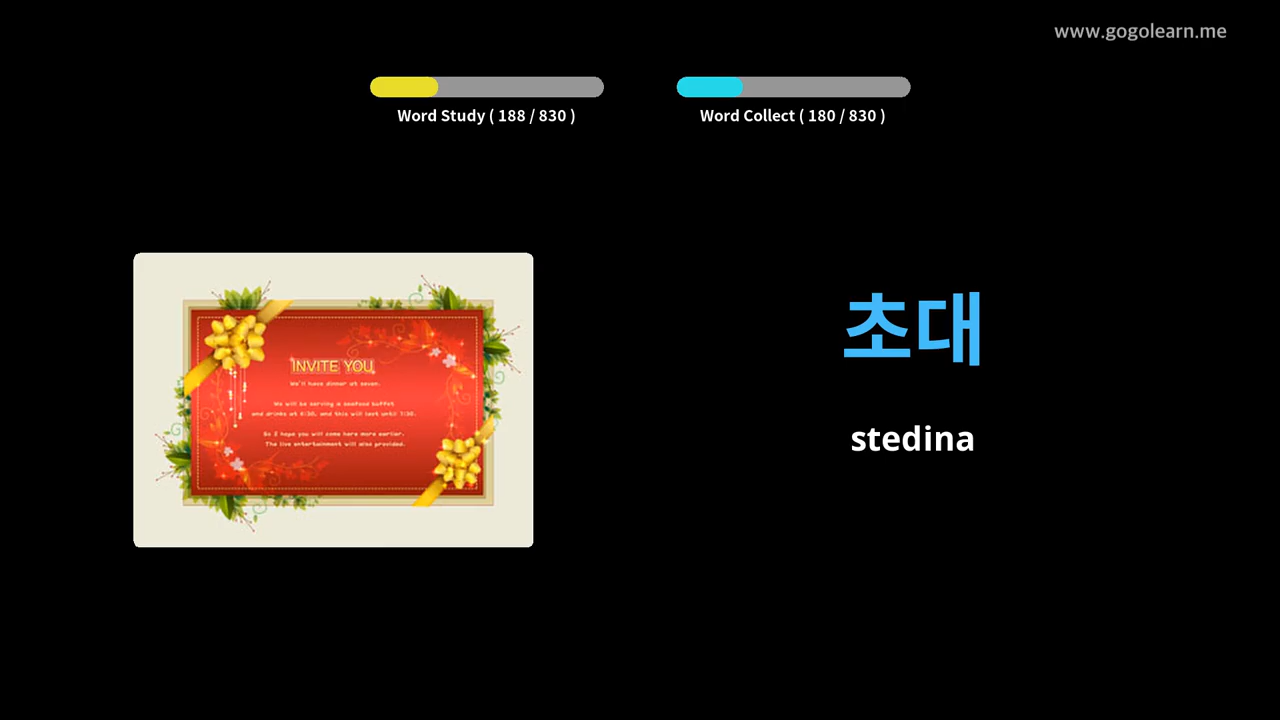 www.gogolearn.me
Word Study ( 188 / 830 )
Word Collect ( 180 / 830 )
INVITE YOU
We'll have dinner at seven.
We will be serving a seafood buffet
and drinks at 6:30, and this will last until 7:30.
So I hope you will come here more earlier.
The live entertainment will also provided.
초대
stedina